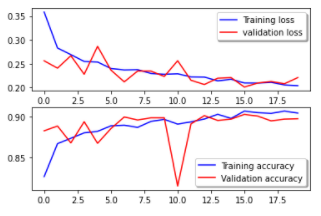 0.35
0.30
0.25
0.20
Training loss
validation loss
0.0 2.5 5.0 7.5 10.0 12.5 15.0 17.5
0.90
0.85
Training accuracy
Validation accuracy
0.0 2.5 5.0 7.5 10.0 12.5 15.0 17.5